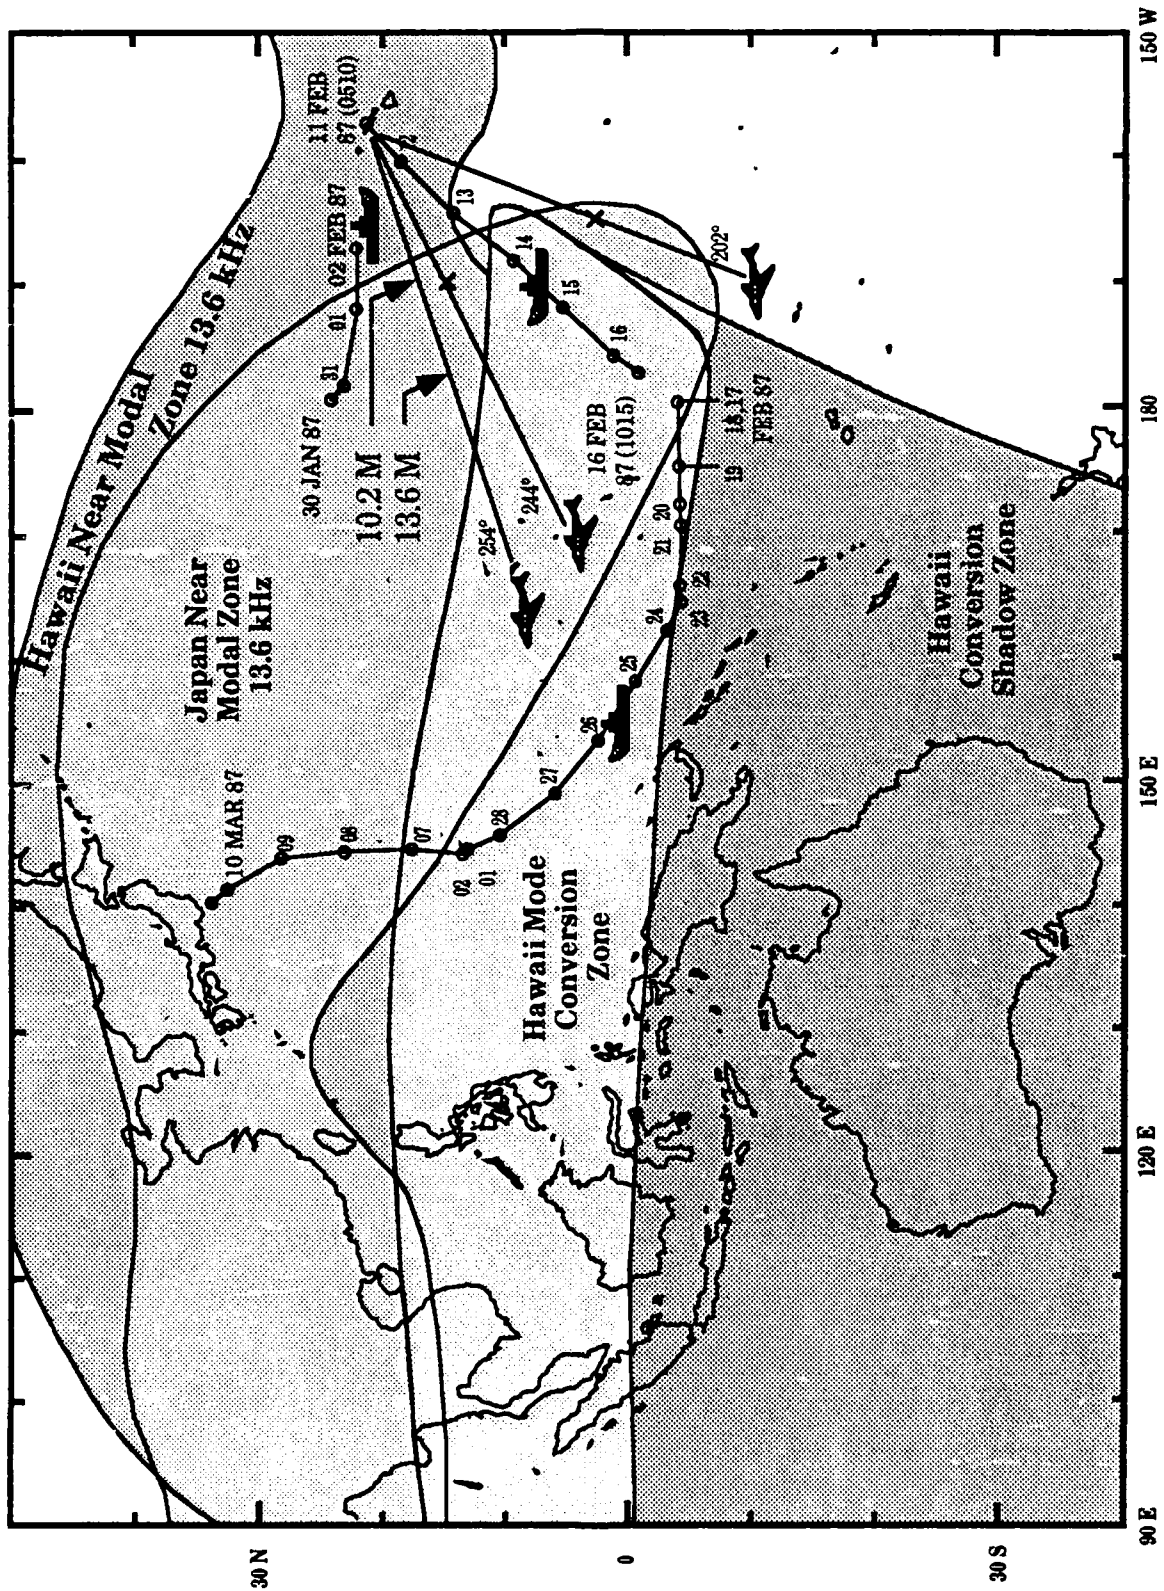 Hawaii Near Modal
Zone 13.6 kHz
Japan Near
Modal Zone
13.6 kHz
30 JAN 87
31
01
02 FEB 87
11 FEB
87 (0510)
10.2 M
13.6 M
254°
244°
202°
13
14
15
16
16 FEB
87 (1015)
18,17
FEB 87
19
20
21
22
23
24
25
26
27
28
01
02
07
08
09
10 MAR 87
Hawaii Mode
Conversion
Zone
Hawaii
Conversion
Shadow Zone
30 N
0
30 S
90 E
120 E
150 E
180
150 W